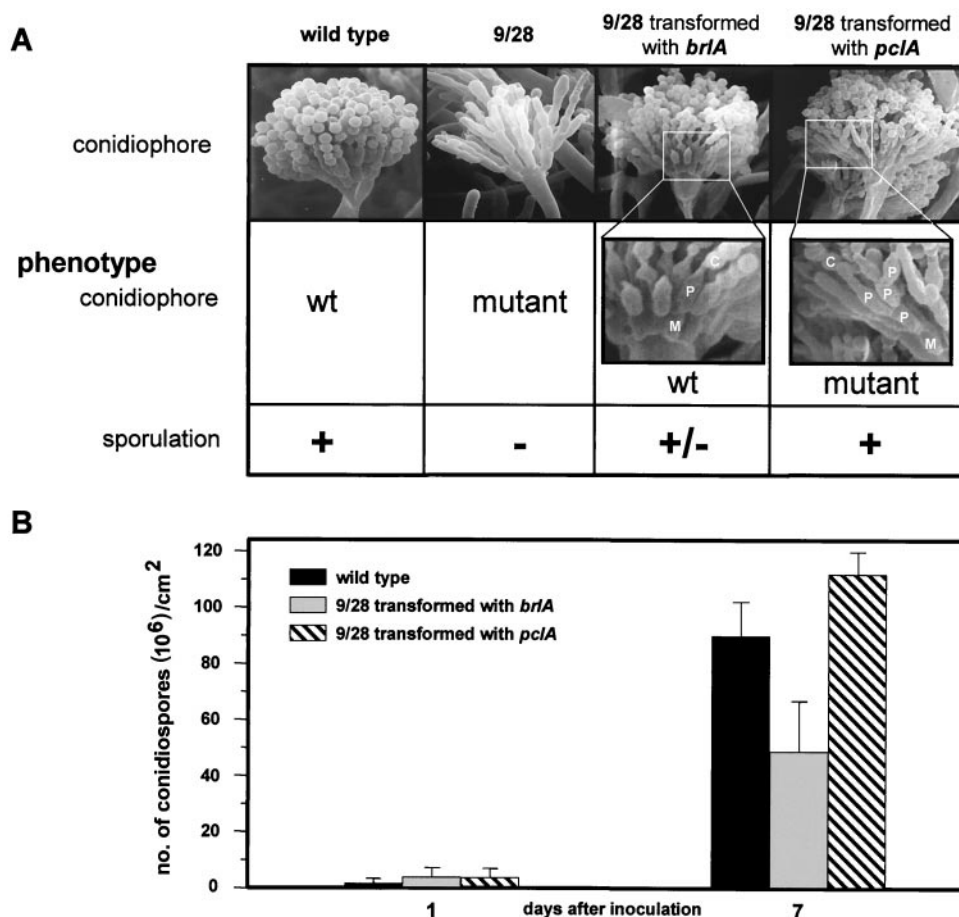 A
wild type
9/28
9/28 transformed
with brlA
9/28 transformed
with pclA
conidiophore
C
P
M
C
P
P
P
P
M
phenotype
conidiophore
wt
mutant
wt
mutant
sporulation
+
-
+/-
+
B
no. of conidiospores (10⁶)/cm²
120
100
80
60
40
20
0
wild type
9/28 transformed with brlA
9/28 transformed with pclA
1
days after inoculation
7